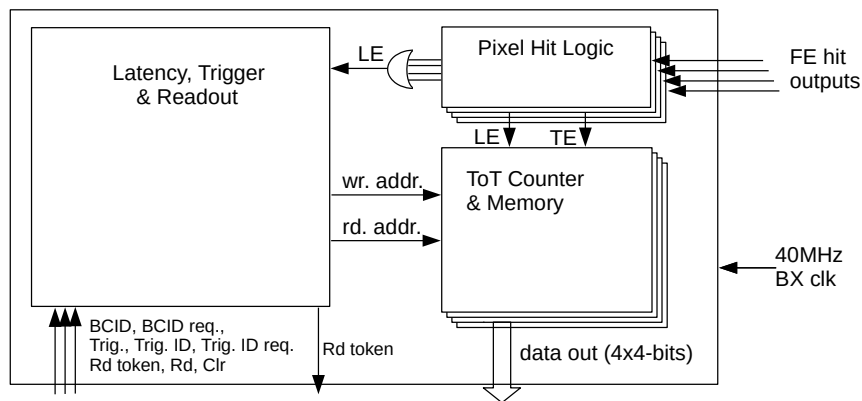 Pixel Hit Logic
LE
FE hit
outputs
Latency, Trigger
& Readout
LE
TE
wr. addr.
ToT Counter
& Memory
rd. addr.
40MHz
BX clk
BCID, BCID req.,
Trig., Trig. ID, Trig. ID req.
Rd token, Rd, Clr
Rd token
data out (4x4-bits)